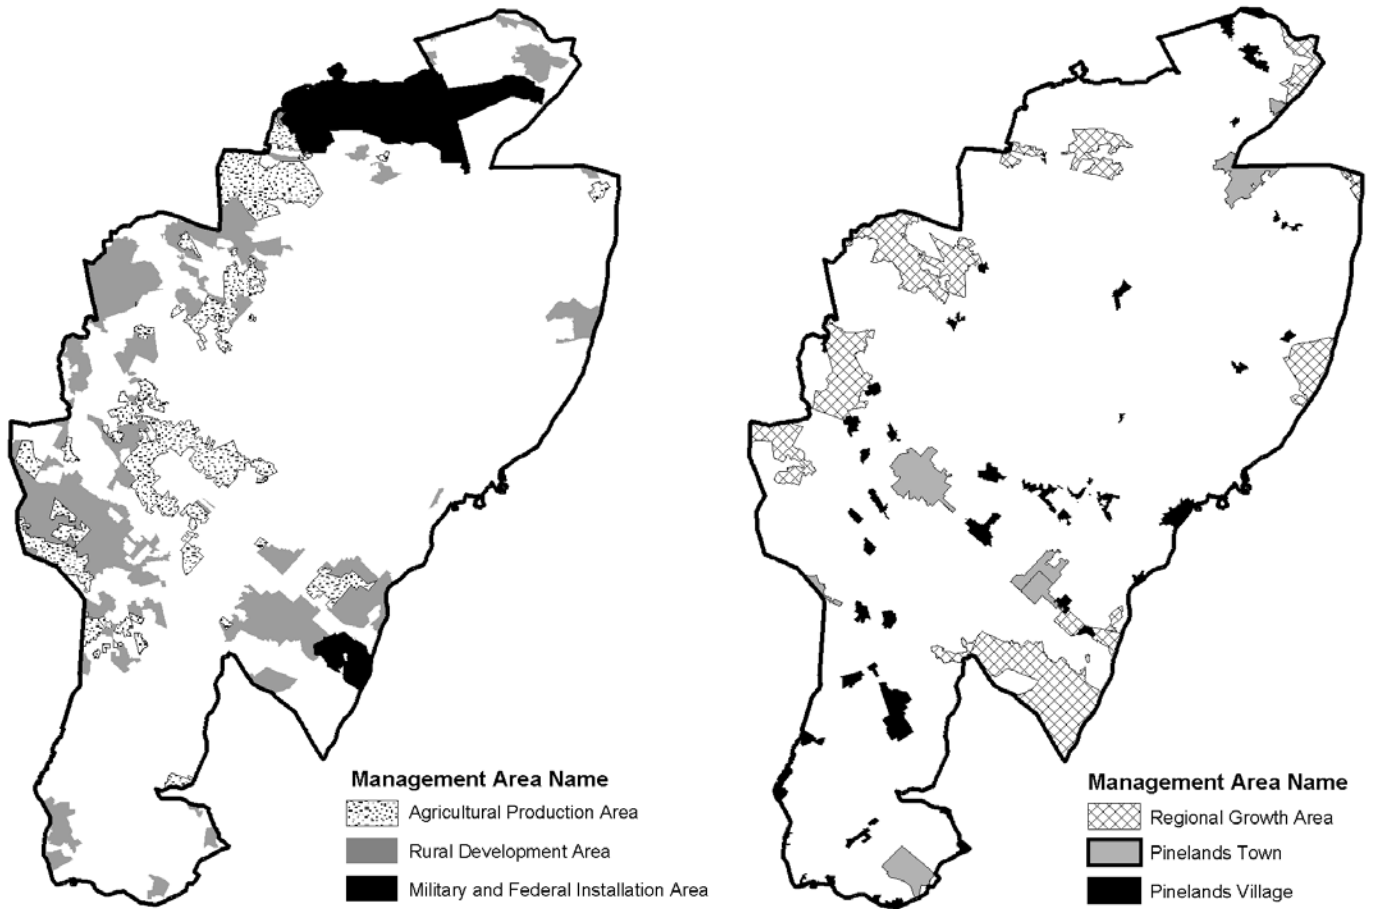 Management Area Name
Agricultural Production Area
Rural Development Area
Military and Federal Installation Area
Management Area Name
Regional Growth Area
Pinelands Town
Pinelands Village